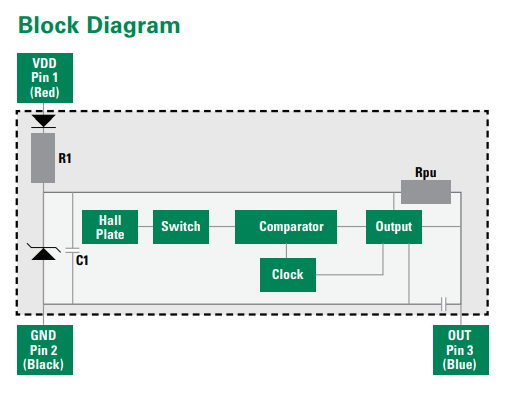 Block Diagram
VDD
Pin 1
(Red)
R1
Rpu
Hall
Plate
Switch
Comparator
Output
C1
Clock
GND
Pin 2
(Black)
OUT
Pin 3
(Blue)